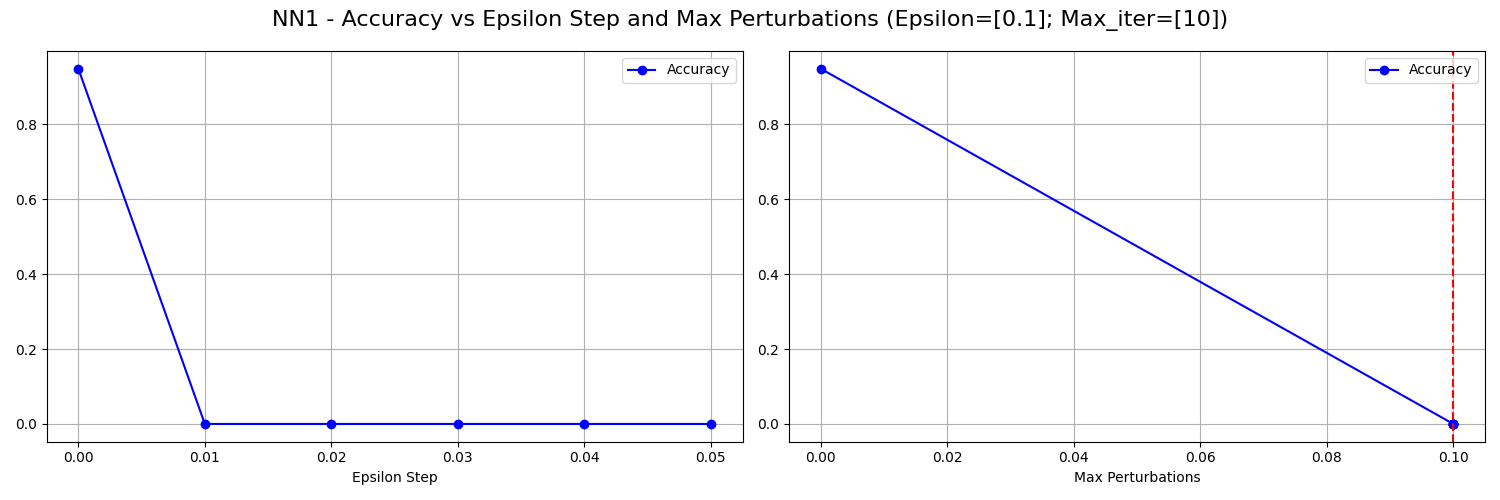 NN1 - Accuracy vs Epsilon Step and Max Perturbations (Epsilon=[0.1]; Max_iter=[10])
Accuracy
0.8
0.6
0.4
0.2
0.0
0.00 0.01 0.02 0.03 0.04 0.05
Epsilon Step
Accuracy
0.8
0.6
0.4
0.2
0.0
0.00 0.02 0.04 0.06 0.08 0.10
Max Perturbations